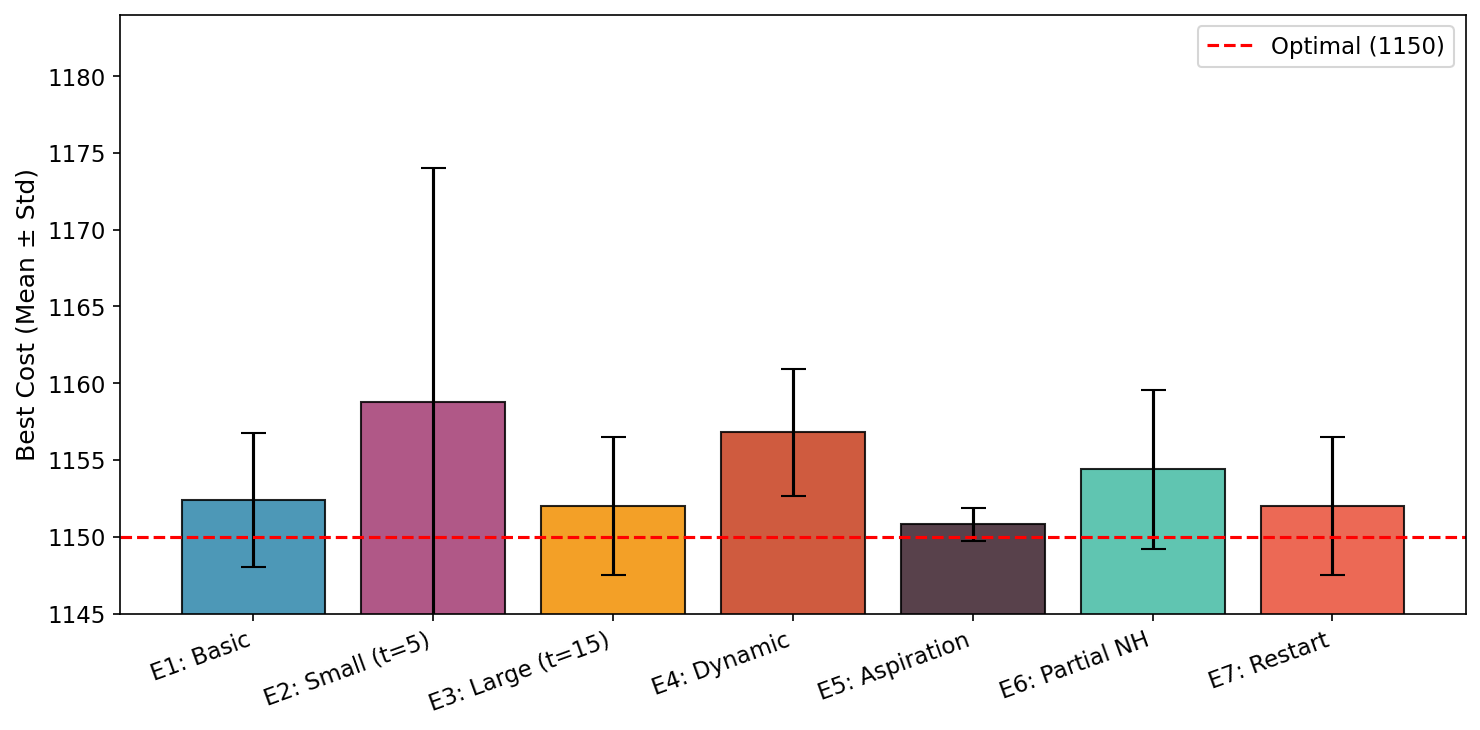 Optimal (1150)
Best Cost (Mean ± Std)
1180
1175
1170
1165
1160
1155
1150
1145
E1: Basic
E2: Small (t=5)
E3: Large (t=15)
E4: Dynamic
E5: Aspiration
E6: Partial NH
E7: Restart